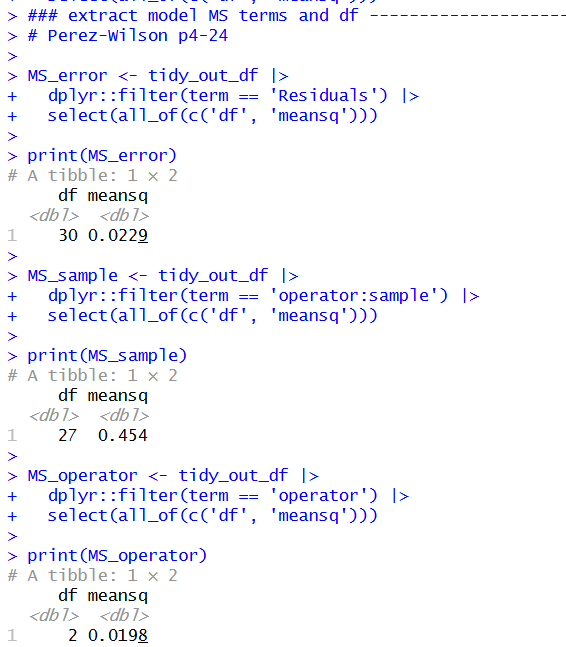 > ### extract model MS terms and df --------------------
> # Perez-Wilson p4-24
>
> MS_error <- tidy_out_df |>
+   dplyr::filter(term == 'Residuals') |>
+   select(all_of(c('df', 'meansq')))
>
> print(MS_error)
# A tibble: 1 × 2
     df meansq
  <dbl>  <dbl>
1    30 0.0229
>
> MS_sample <- tidy_out_df |>
+   dplyr::filter(term == 'operator:sample') |>
+   select(all_of(c('df', 'meansq')))
>
> print(MS_sample)
# A tibble: 1 × 2
     df meansq
  <dbl>  <dbl>
1    27  0.454
>
> MS_operator <- tidy_out_df |>
+   dplyr::filter(term == 'operator') |>
+   select(all_of(c('df', 'meansq')))
>
> print(MS_operator)
# A tibble: 1 × 2
     df meansq
  <dbl>  <dbl>
1     2 0.0198